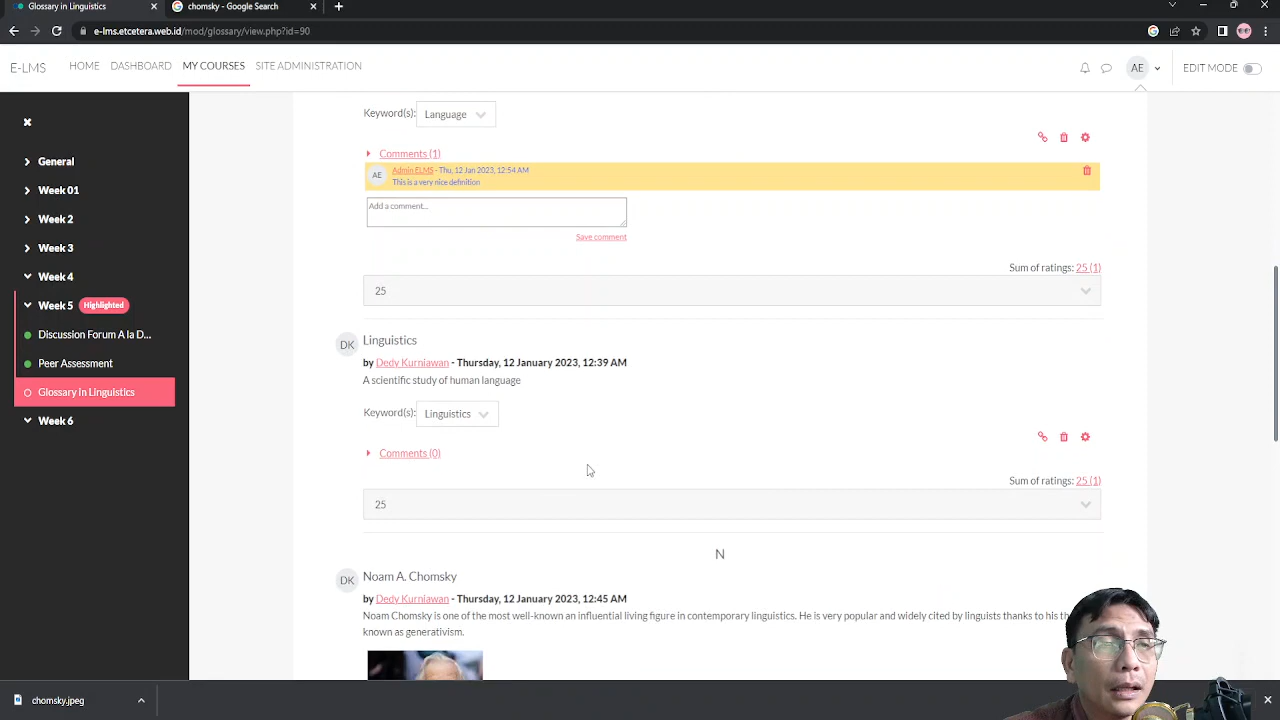 Glossary in Linguistics
chomsky - Google Search
e-lms.etcetera.web.id/mod/glossary/view.php?id=90
E-LMS
HOME
DASHBOARD
MY COURSES
SITE ADMINISTRATION
AE
EDIT MODE
General
Week 01
Week 2
Week 3
Week 4
Week 5 Highlighted
Discussion Forum A la D...
Peer Assessment
Glossary in Linguistics
Week 6
Keyword(s): Language
Comments (1)
AE
Admin ELMS - Thu, 12 Jan 2023, 12:54 AM
This is a very nice definition
Add a comment...
Save comment
Sum of ratings: 25 (1)
25
DK
Linguistics
by Dedy Kurniawan - Thursday, 12 January 2023, 12:39 AM
A scientific study of human language
Keyword(s): Linguistics
Comments (0)
Sum of ratings: 25 (1)
25
N
DK
Noam A. Chomsky
by Dedy Kurniawan - Thursday, 12 January 2023, 12:45 AM
Noam Chomsky is one of the most well-known an influential living figure in contemporary linguistics. He is very popular and widely cited by linguists thanks to his th
known as generativism.
chomsky.jpeg